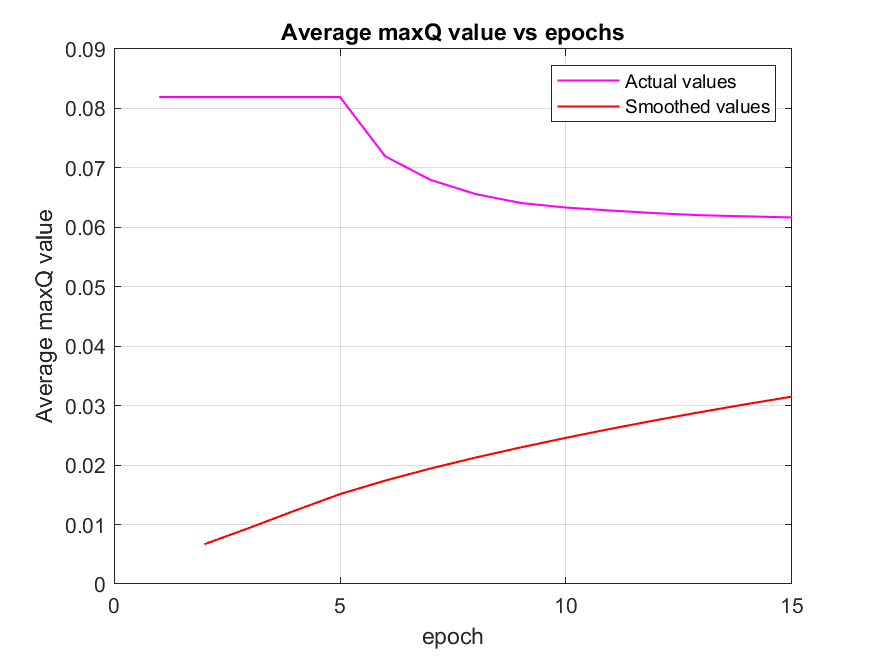 Average maxQ value vs epochs
Actual values
Smoothed values
Average maxQ value
0.09
0.08
0.07
0.06
0.05
0.04
0.03
0.02
0.01
0
0 5 10 15
epoch